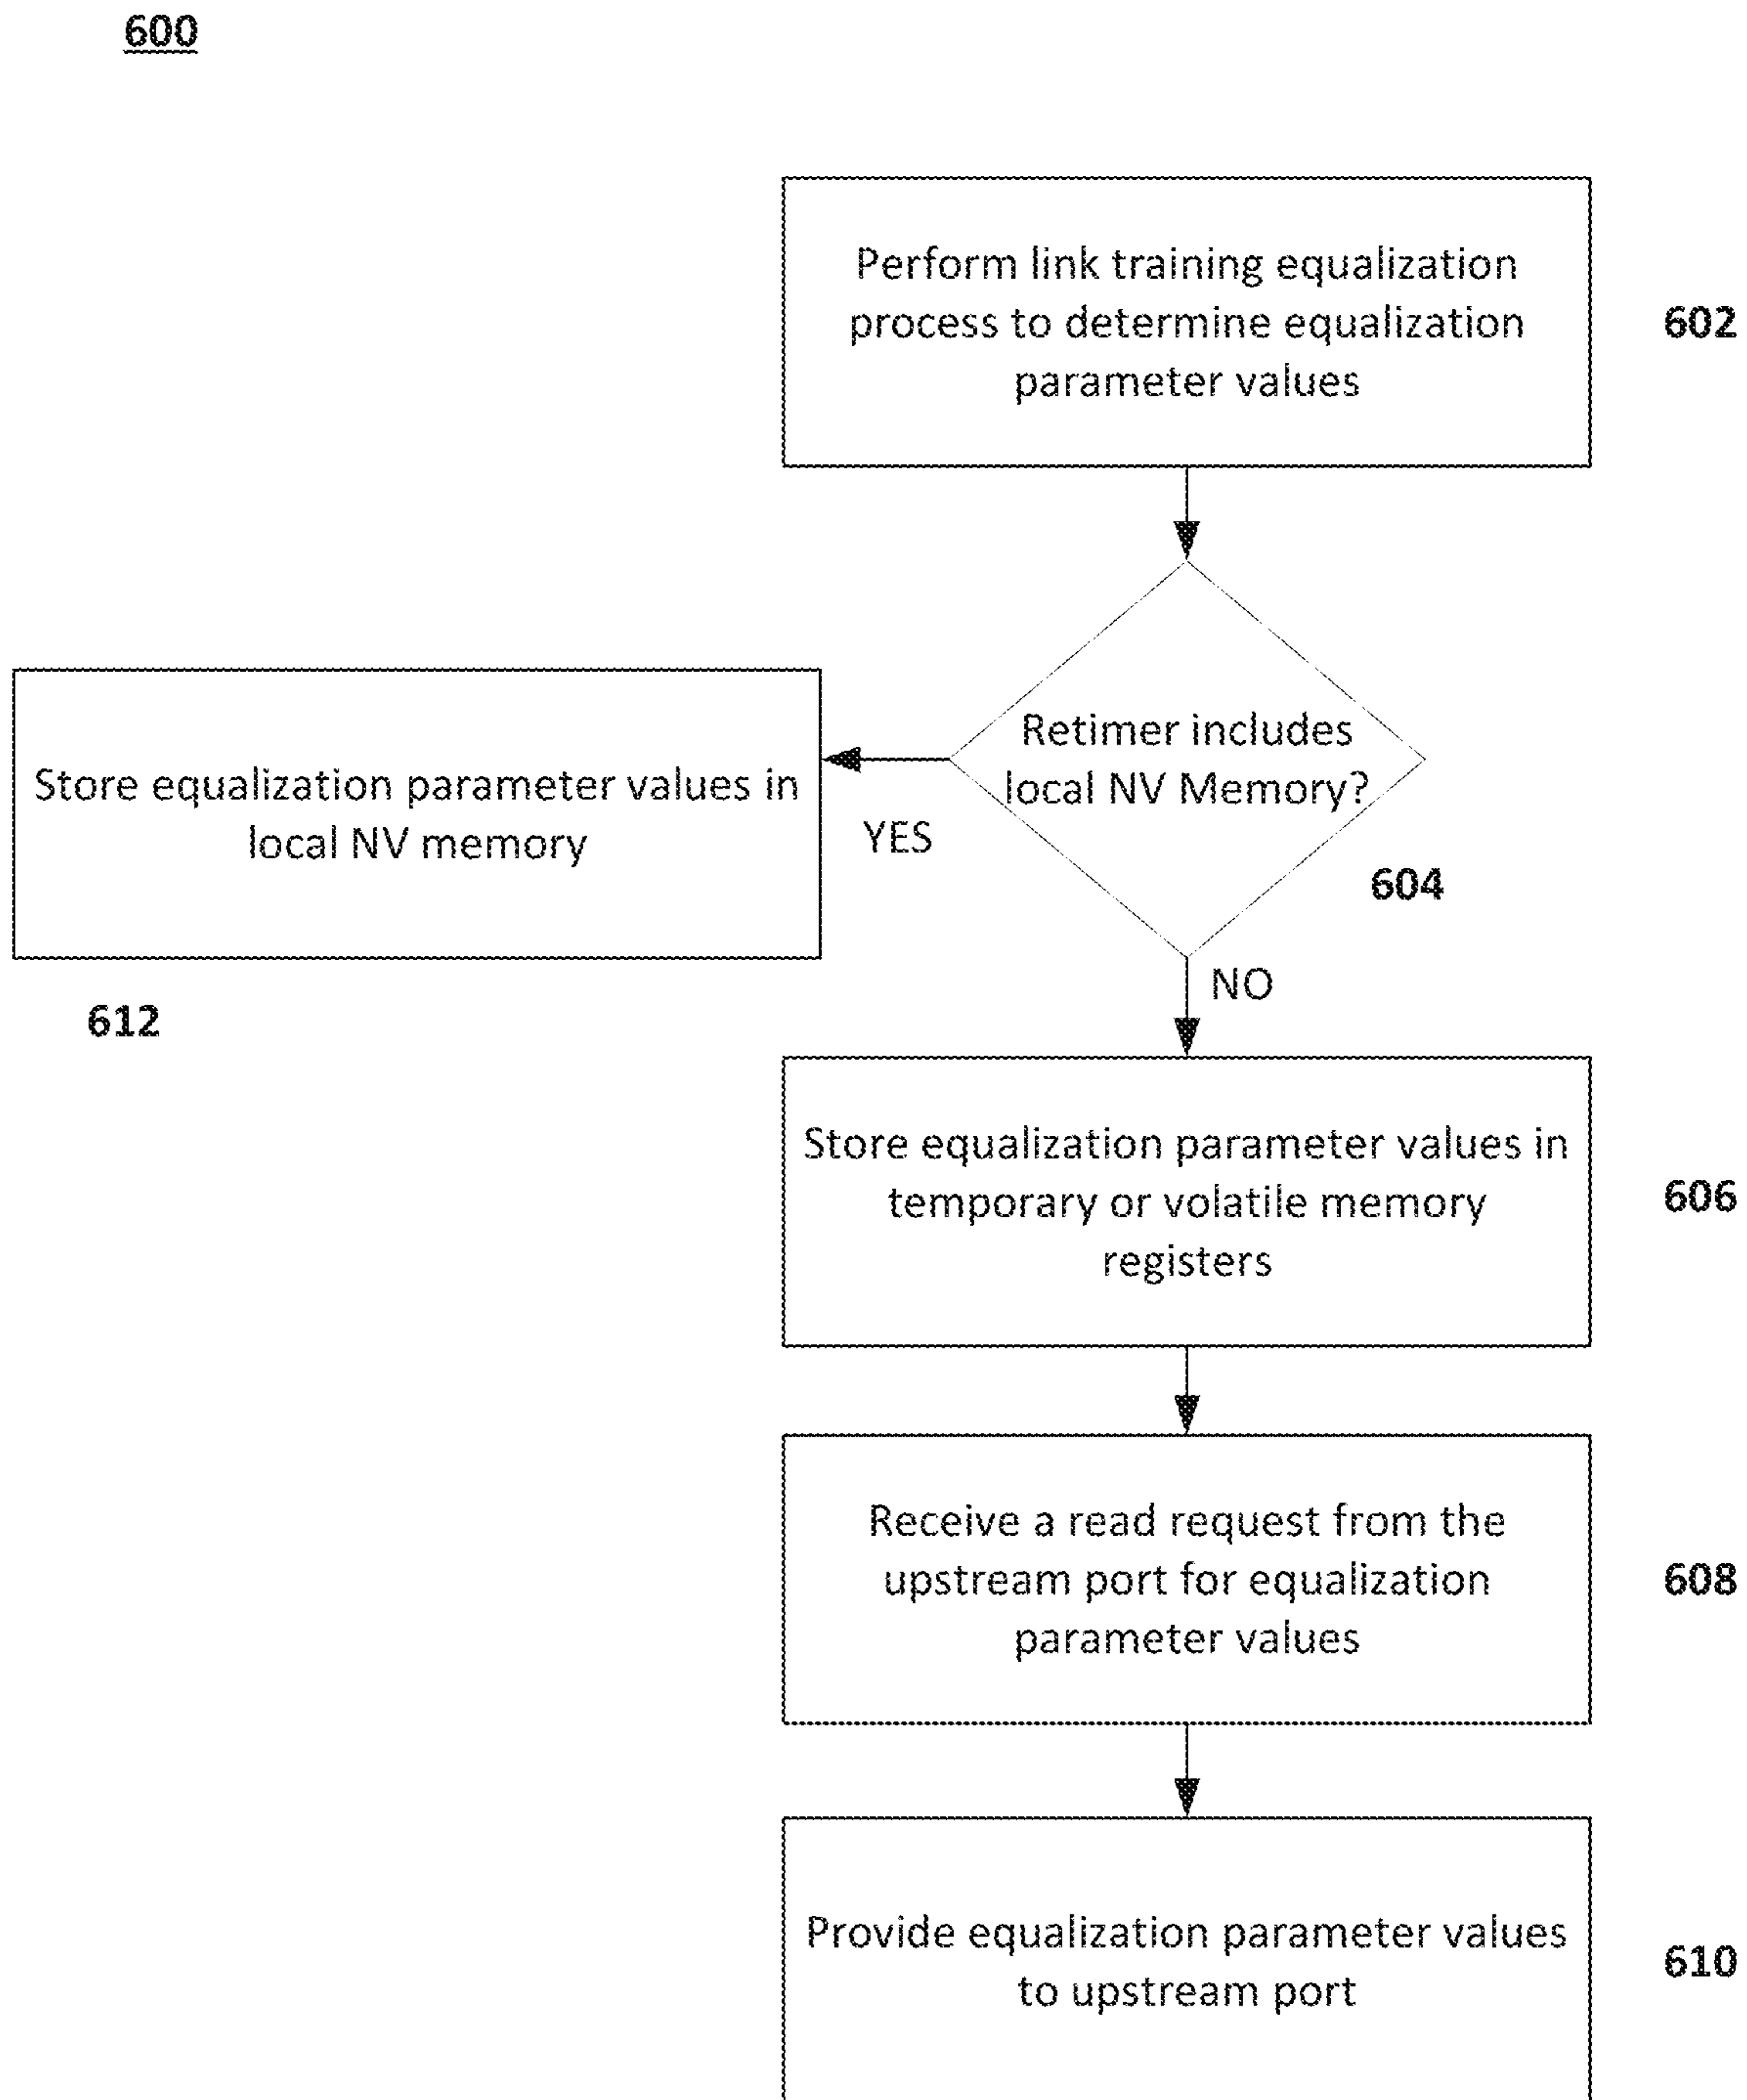 600
Perform link training equalization
process to determine equalization
parameter values
602
Retimer includes
local NV Memory?
604
YES
Store equalization parameter values in
local NV memory
612
NO
Store equalization parameter values in
temporary or volatile memory
registers
606
Receive a read request from the
upstream port for equalization
parameter values
608
Provide equalization parameter values
to upstream port
610